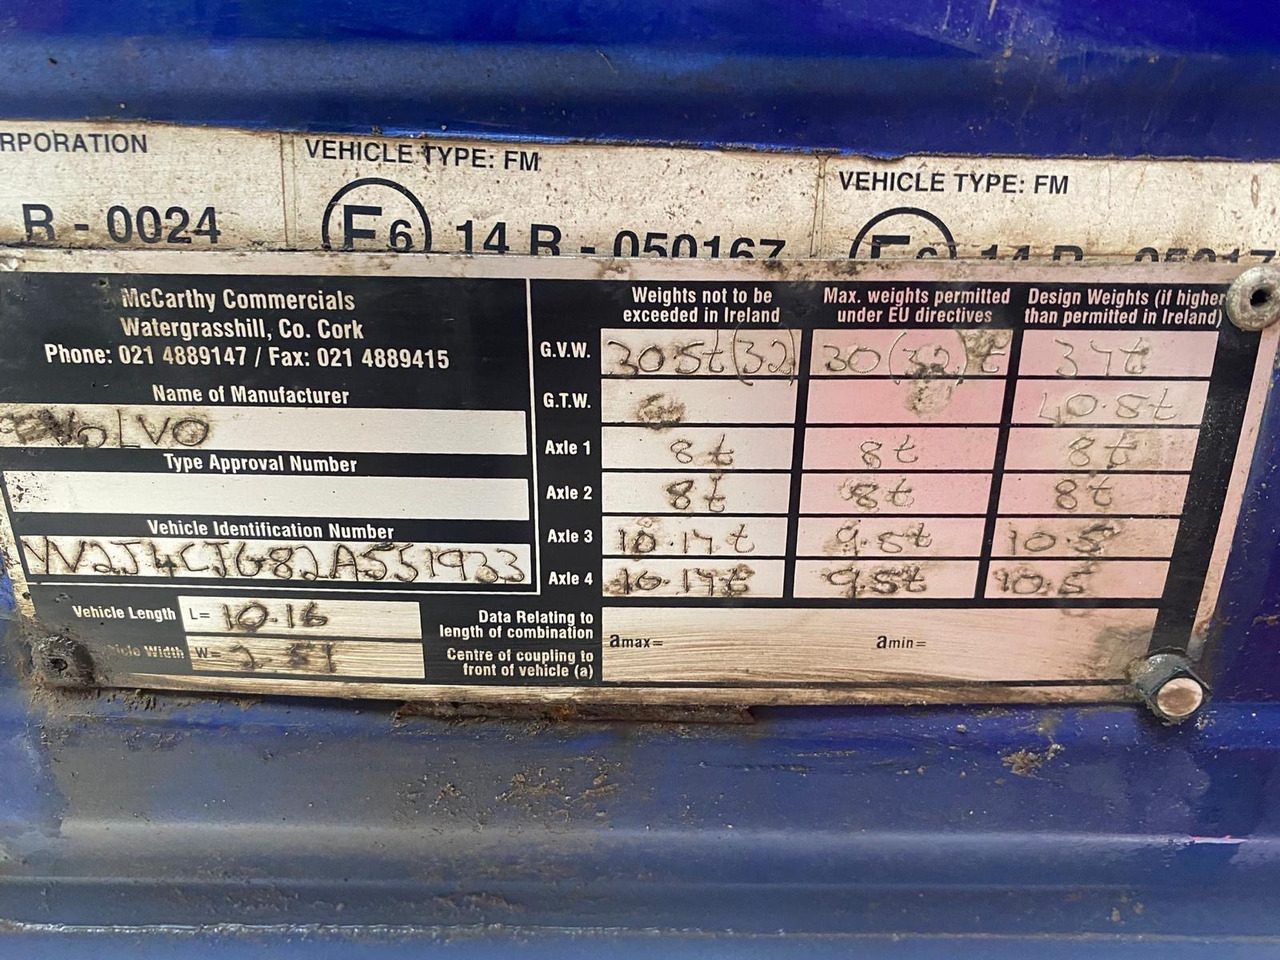 RPORATION
VEHICLE TYPE: FM
VEHICLE TYPE: FM
R - 0024
E6 14 R - 050167
E6 14 R
McCarthy Commercials
Watergrasshill, Co. Cork
Phone: 021 4889147 / Fax: 021 4889415
Name of Manufacturer
VOLVO
Type Approval Number
Vehicle Identification Number
YV2J4CJG82A551933
Vehicle Length L= 10.16
Vehicle Width W=
Weights not to be exceeded in Ireland
Max. weights permitted under EU directives
Design Weights (if higher than permitted in Ireland)
G.V.W. 30.5t (32) 30 (32) t 37t
G.T.W. 40.5t
Axle 1 8t 8t 8t
Axle 2 8t 8t 8t
Axle 3 10.17t 9.5t 10.5
Axle 4 10.17t 9.5t 10.5
Data Relating to length of combination
Centre of coupling to front of vehicle (a)
amax=
amin=